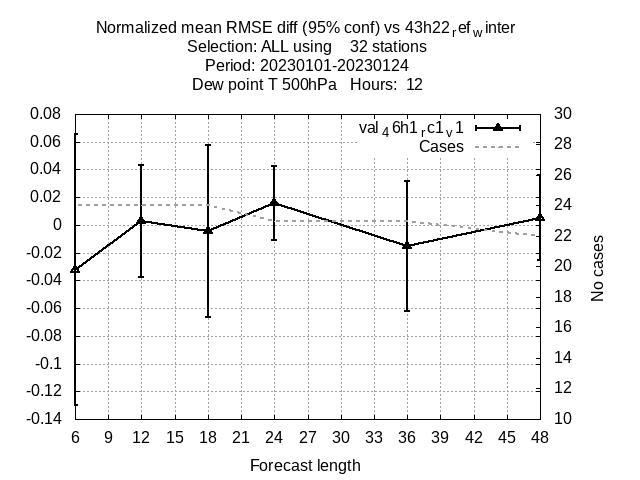 Normalized mean RMSE diff (95% conf) vs 43h22ref winter
Selection: ALL using 32 stations
Period: 20230101-20230124
Dew point T 500hPa Hours: 12
val46h1rc1v1
Cases
0.08
0.06
0.04
0.02
0
-0.02
-0.04
-0.06
-0.08
-0.1
-0.12
-0.14
30
28
26
24
22
20
18
16
14
12
10
No cases
6 9 12 15 18 21 24 27 30 33 36 39 42 45 48
Forecast length